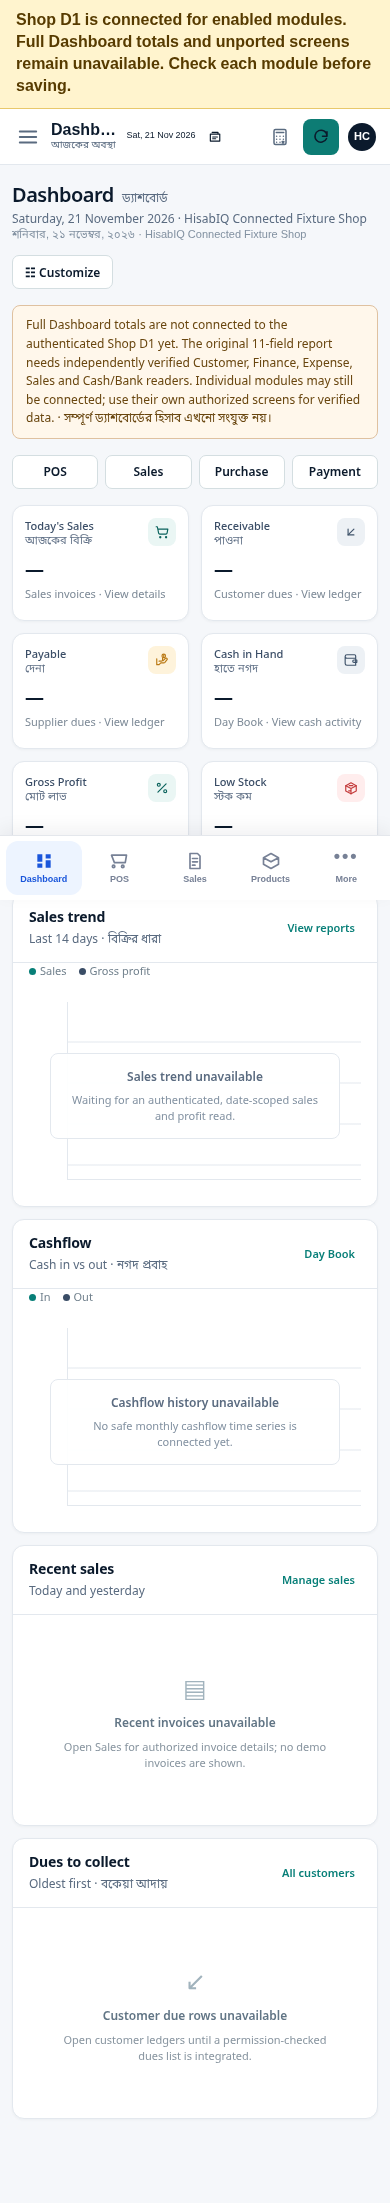 Shop D1 is connected for enabled modules.
Full Dashboard totals and unported screens
remain unavailable. Check each module before
saving.
Dashb…
আজকের অবস্থা
Sat, 21 Nov 2026
HC
Dashboard ড্যাশবোর্ড
Saturday, 21 November 2026 · HisabIQ Connected Fixture Shop
শনিবার, ২১ নভেম্বর, ২০২৬ · HisabIQ Connected Fixture Shop
Customize
Full Dashboard totals are not connected to the
authenticated Shop D1 yet. The original 11-field report
needs independently verified Customer, Finance, Expense,
Sales and Cash/Bank readers. Individual modules may still
be connected; use their own authorized screens for verified
data. · সম্পূর্ণ ড্যাশবোর্ডের হিসাব এখনো সংযুক্ত নয়।
POS Sales Purchase Payment
Today's Sales
আজকের বিক্রি
—
Sales invoices · View details
Receivable
পাওনা
—
Customer dues · View ledger
Payable
দেনা
—
Supplier dues · View ledger
Cash in Hand
হাতে নগদ
—
Day Book · View cash activity
Gross Profit
মোট লাভ
—
Low Stock
স্টক কম
—
Dashboard POS Sales Products More
Sales trend
Last 14 days · বিক্রির ধারা
View reports
Sales Gross profit
Sales trend unavailable
Waiting for an authenticated, date-scoped sales
and profit read.
Cashflow
Cash in vs out · নগদ প্রবাহ
Day Book
In Out
Cashflow history unavailable
No safe monthly cashflow time series is
connected yet.
Recent sales
Today and yesterday
Manage sales
Recent invoices unavailable
Open Sales for authorized invoice details; no demo
invoices are shown.
Dues to collect
Oldest first · বকেয়া আদায়
All customers
Customer due rows unavailable
Open customer ledgers until a permission-checked
dues list is integrated.